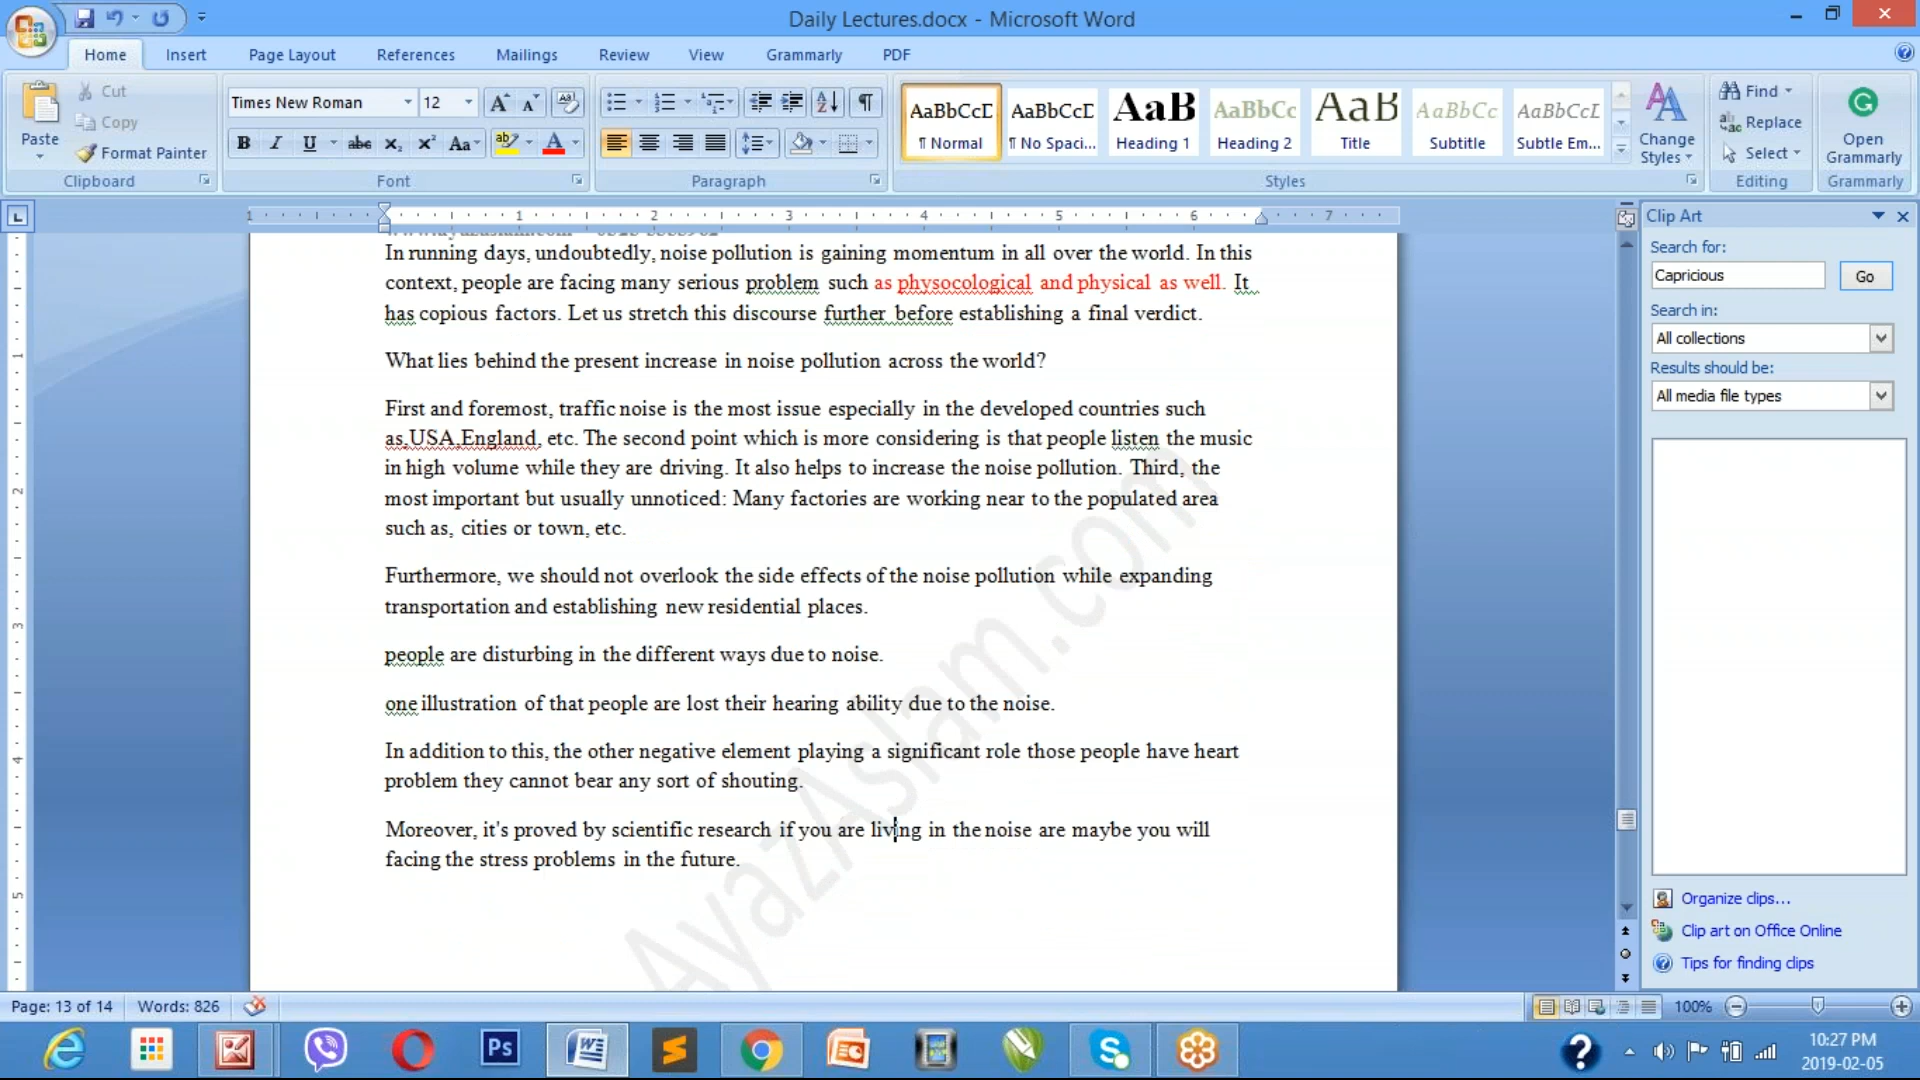 Daily Lectures.docx - Microsoft Word
Home Insert Page Layout References Mailings Review View Grammarly PDF
Paste
Cut
Copy
Format Painter
Clipboard
Times New Roman 12
B I U abc x₂ x² Aa
Font
Paragraph
AaBbCcD ¶ Normal
AaBbCcD ¶ No Spaci...
AaB Heading 1
AaBbCc Heading 2
AaB Title
AaBbCc Subtitle
AaBbCcD Subtle Em...
Change Styles
Styles
Find
Replace
Select
Editing
Open Grammarly
Grammarly
1 1 2 3 4 5 6 7
In running days, undoubtedly, noise pollution is gaining momentum in all over the world. In this
context, people are facing many serious problem such as physocological and physical as well. It
has copious factors. Let us stretch this discourse further before establishing a final verdict.
What lies behind the present increase in noise pollution across the world?
First and foremost, traffic noise is the most issue especially in the developed countries such
as,USA,England, etc. The second point which is more considering is that people listen the music
in high volume while they are driving. It also helps to increase the noise pollution. Third, the
most important but usually unnoticed: Many factories are working near to the populated area
such as, cities or town, etc.
Furthermore, we should not overlook the side effects of the noise pollution while expanding
transportation and establishing new residential places.
people are disturbing in the different ways due to noise.
one illustration of that people are lost their hearing ability due to the noise.
In addition to this, the other negative element playing a significant role those people have heart
problem they cannot bear any sort of shouting.
Moreover, it's proved by scientific research if you are living in the noise are maybe you will
facing the stress problems in the future.
AyazAslam.com
Clip Art
Search for:
Capricious Go
Search in:
All collections
Results should be:
All media file types
Organize clips...
Clip art on Office Online
Tips for finding clips
Page: 13 of 14 Words: 826
100%
Ps
10:27 PM
2019-02-05